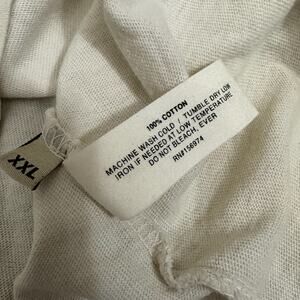 100% COTTON
MACHINE WASH COLD / TUMBLE DRY LOW
IRON IF NEEDED AT LOW TEMPERATURE
DO NOT BLEACH, EVER
RN#156974
XXL